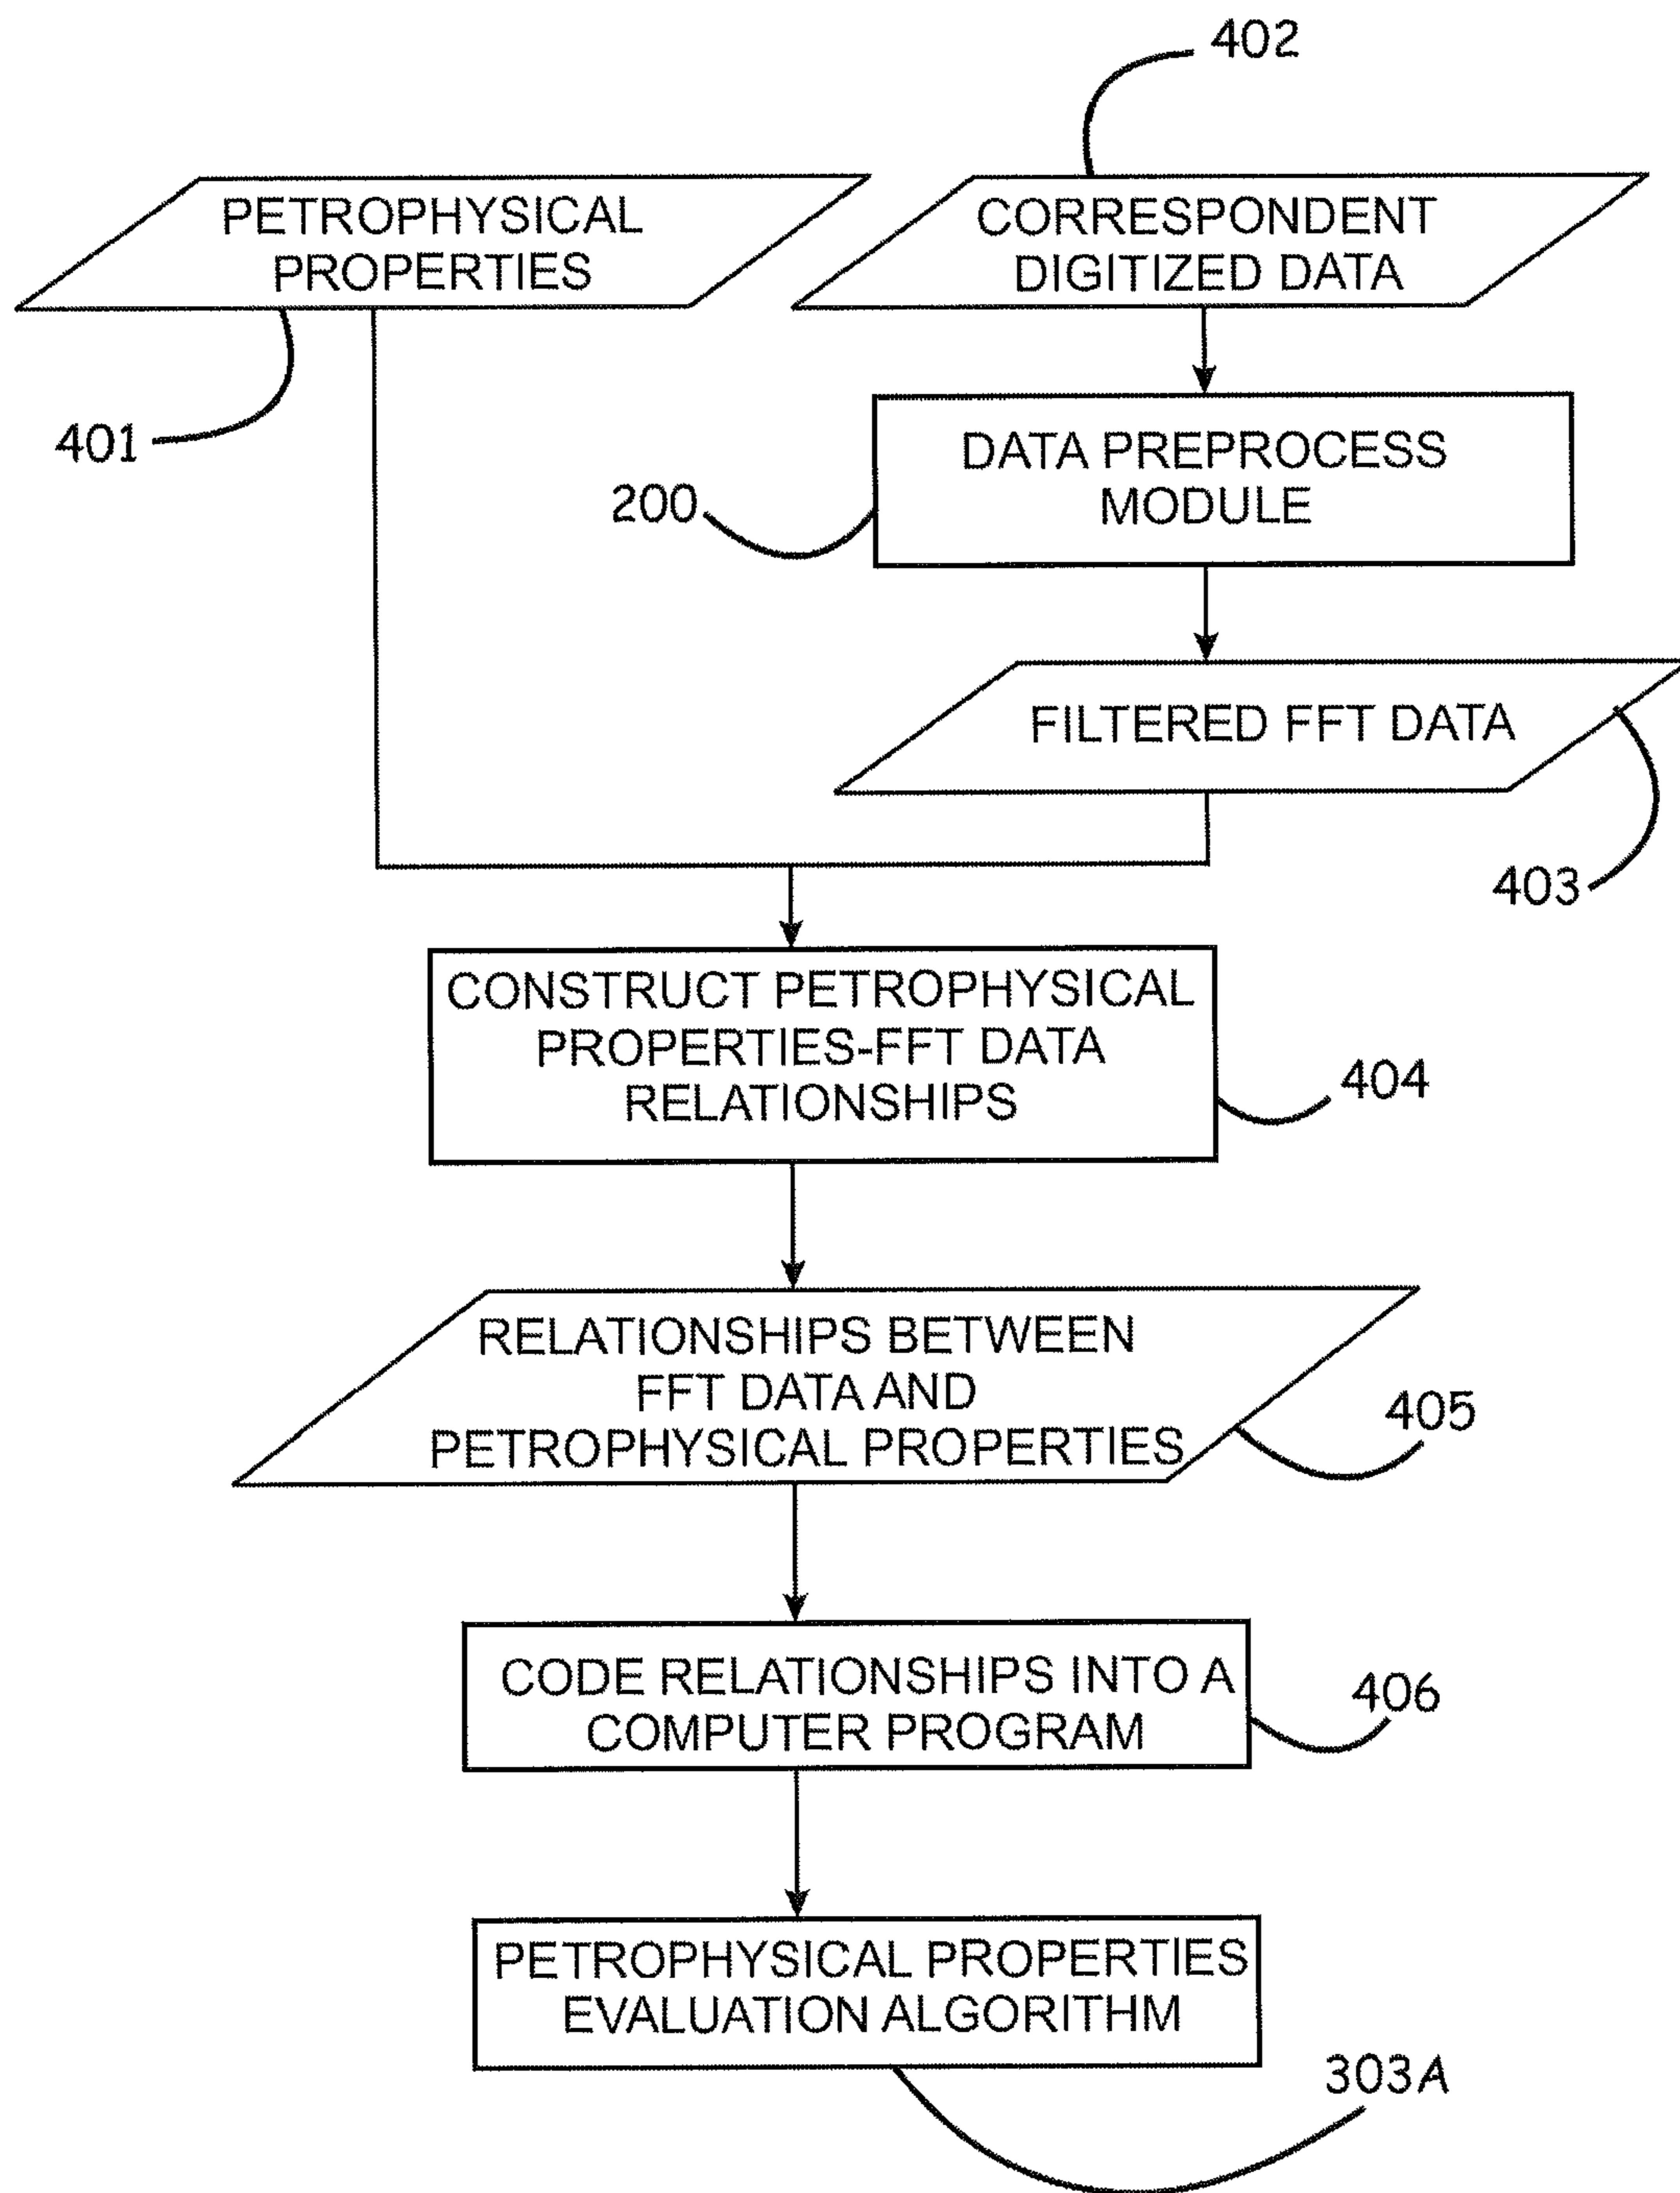 402
PETROPHYSICAL
PROPERTIES
CORRESPONDENT
DIGITIZED DATA
401
DATA PREPROCESS
MODULE
200
FILTERED FFT DATA
403
CONSTRUCT PETROPHYSICAL
PROPERTIES-FFT DATA
RELATIONSHIPS
404
RELATIONSHIPS BETWEEN
FFT DATA AND
PETROPHYSICAL PROPERTIES
405
CODE RELATIONSHIPS INTO A
COMPUTER PROGRAM
406
PETROPHYSICAL PROPERTIES
EVALUATION ALGORITHM
303A